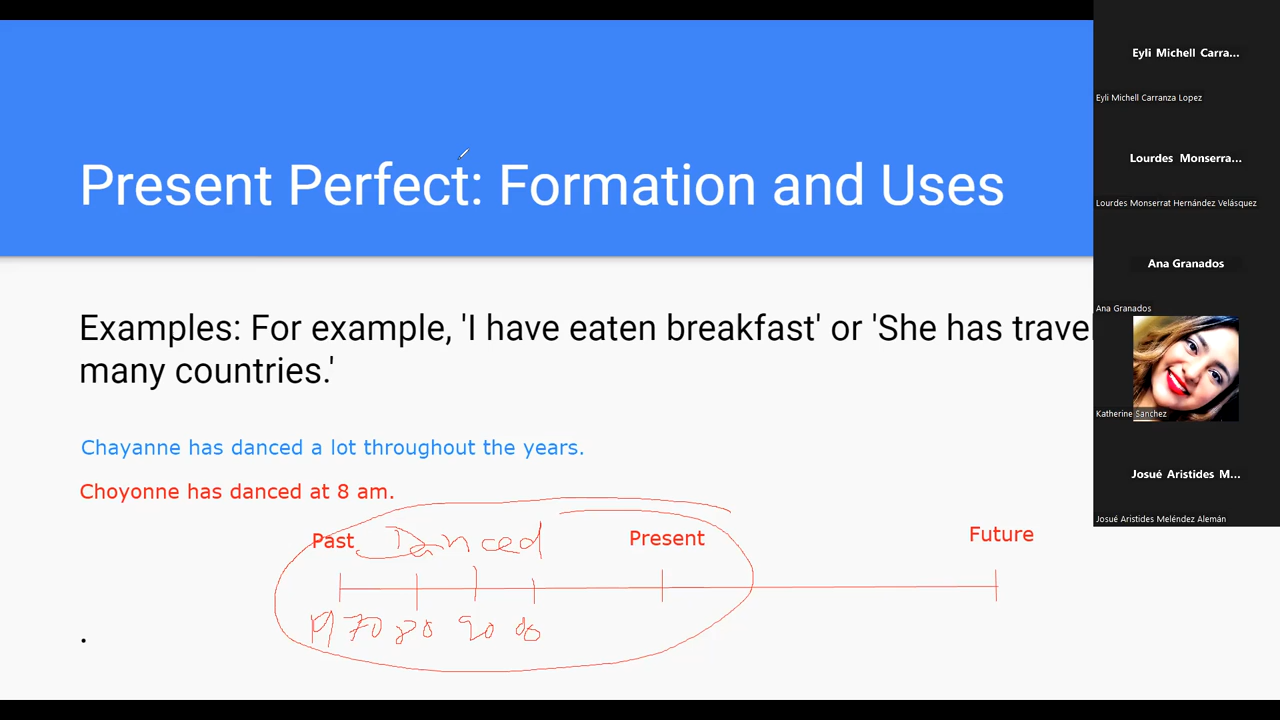 Present Perfect: Formation and Uses
Examples: For example, 'I have eaten breakfast' or 'She has travel
many countries.'
Chayanne has danced a lot throughout the years.
Choyonne has danced at 8 am.
Past
Danced
Present
Future
1970 80 90 00
.
Eyli Michell Carra...
Eyli Michell Carranza Lopez
Lourdes Monserra...
Lourdes Monserrat Hernández Velásquez
Ana Granados
Ana Granados
Katherine Sanchez
Josué Aristides M...
Josué Aristides Meléndez Alemán